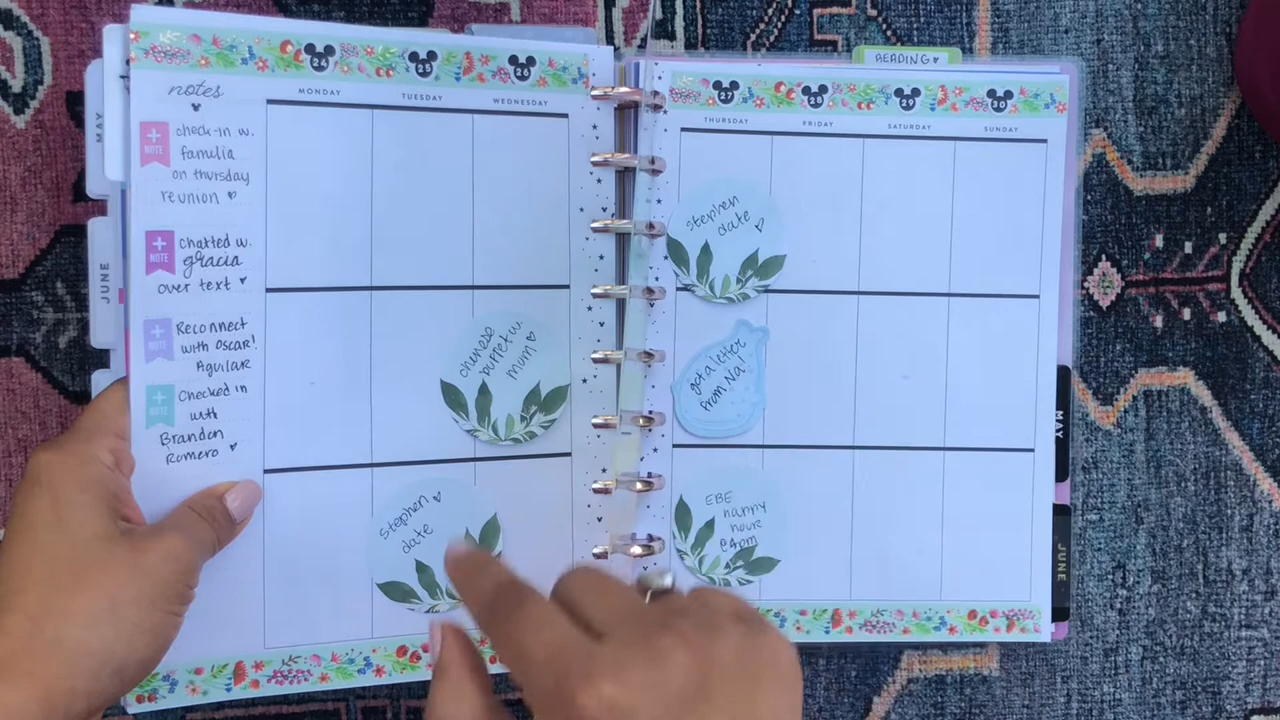 READING♥
24
25
26
27
28
29
30
notes
MONDAY
TUESDAY
WEDNESDAY
THURSDAY
FRIDAY
SATURDAY
SUNDAY
+
NOTE
check-in w.
familia
on thursday
reunion ♥
+
NOTE
chatted w.
gracia
over text ♥
+
NOTE
Reconnect
with Oscar!
Aguilar
+
NOTE
Checked in
with
Brandon
Romero ♥
chinese
buffet w.
mum ♥
stephen ♥
date
stephen
date ♥
got a letter
from Na!
EBE
happy
hour
@4pm
MAY
JUNE
MAY
JUNE